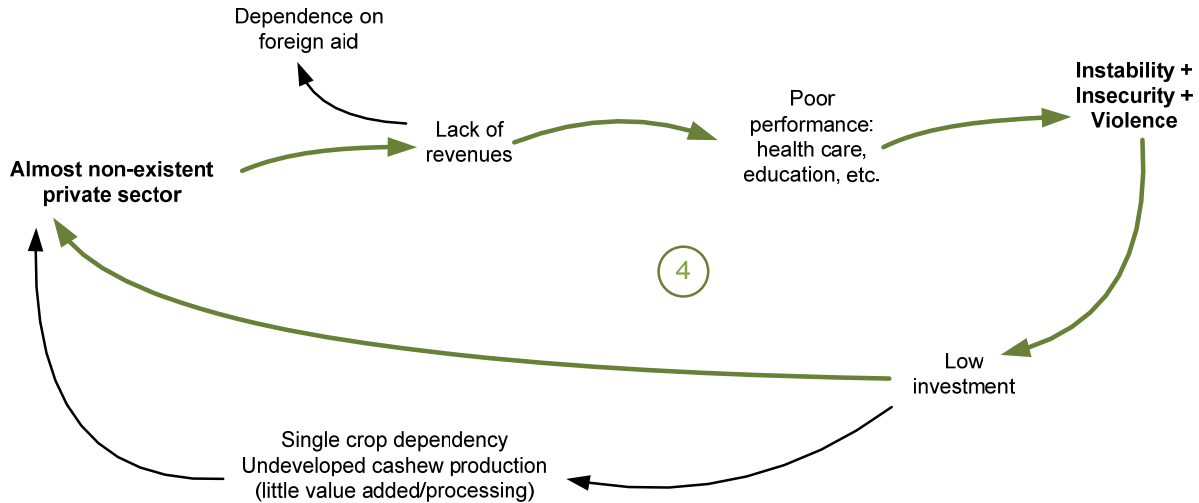 Dependence on
foreign aid
Lack of
revenues
Poor
performance:
health care,
education, etc.
Instability +
Insecurity +
Violence
Almost non-existent
private sector
4
Low
investment
Single crop dependency
Undeveloped cashew production
(little value added/processing)